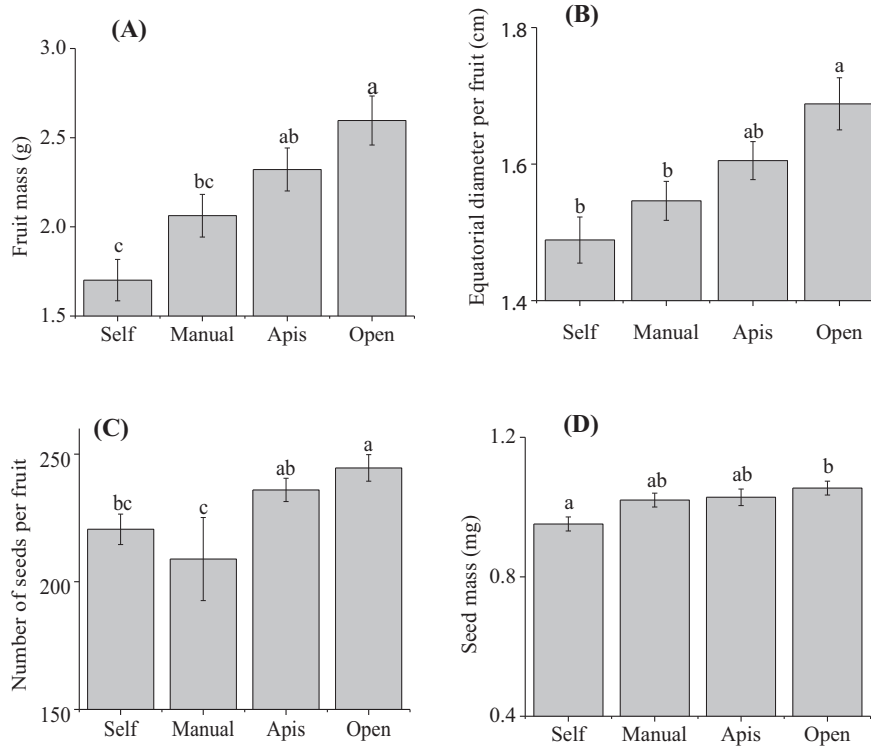 (A)
Fruit mass (g)
3.0
2.5
2.0
1.5
c
bc
ab
a
Self Manual Apis Open
(B)
Equatorial diameter per fruit (cm)
1.8
1.6
1.4
b
b
ab
a
Self Manual Apis Open
(C)
Number of seeds per fruit
250
200
150
bc
c
ab
a
Self Manual Apis Open
(D)
Seed mass (mg)
1.2
0.8
0.4
a
ab
ab
b
Self Manual Apis Open